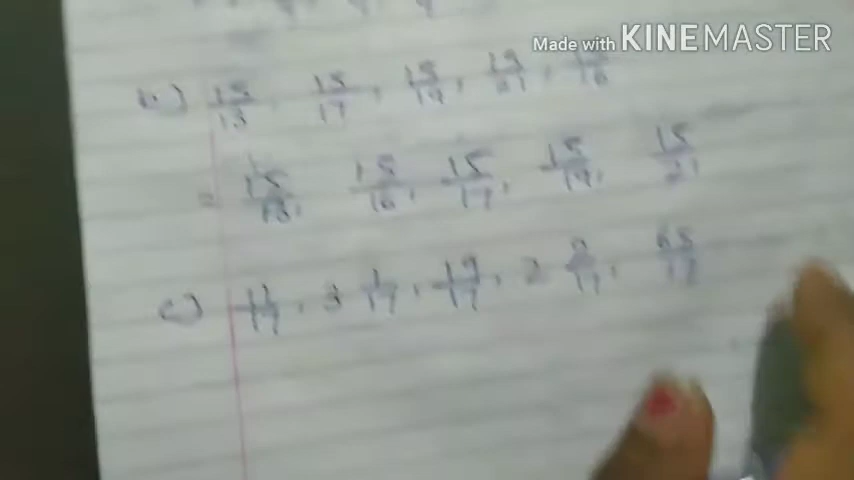 Made with KINEMASTER
b.) 15/13, 15/17, 15/19, 15/21, 15/16
= 15/13, 15/16, 15/17, 15/19, 15/21
c) 11/17, 3 1/17, 19/17, 2 9/17, 65/17